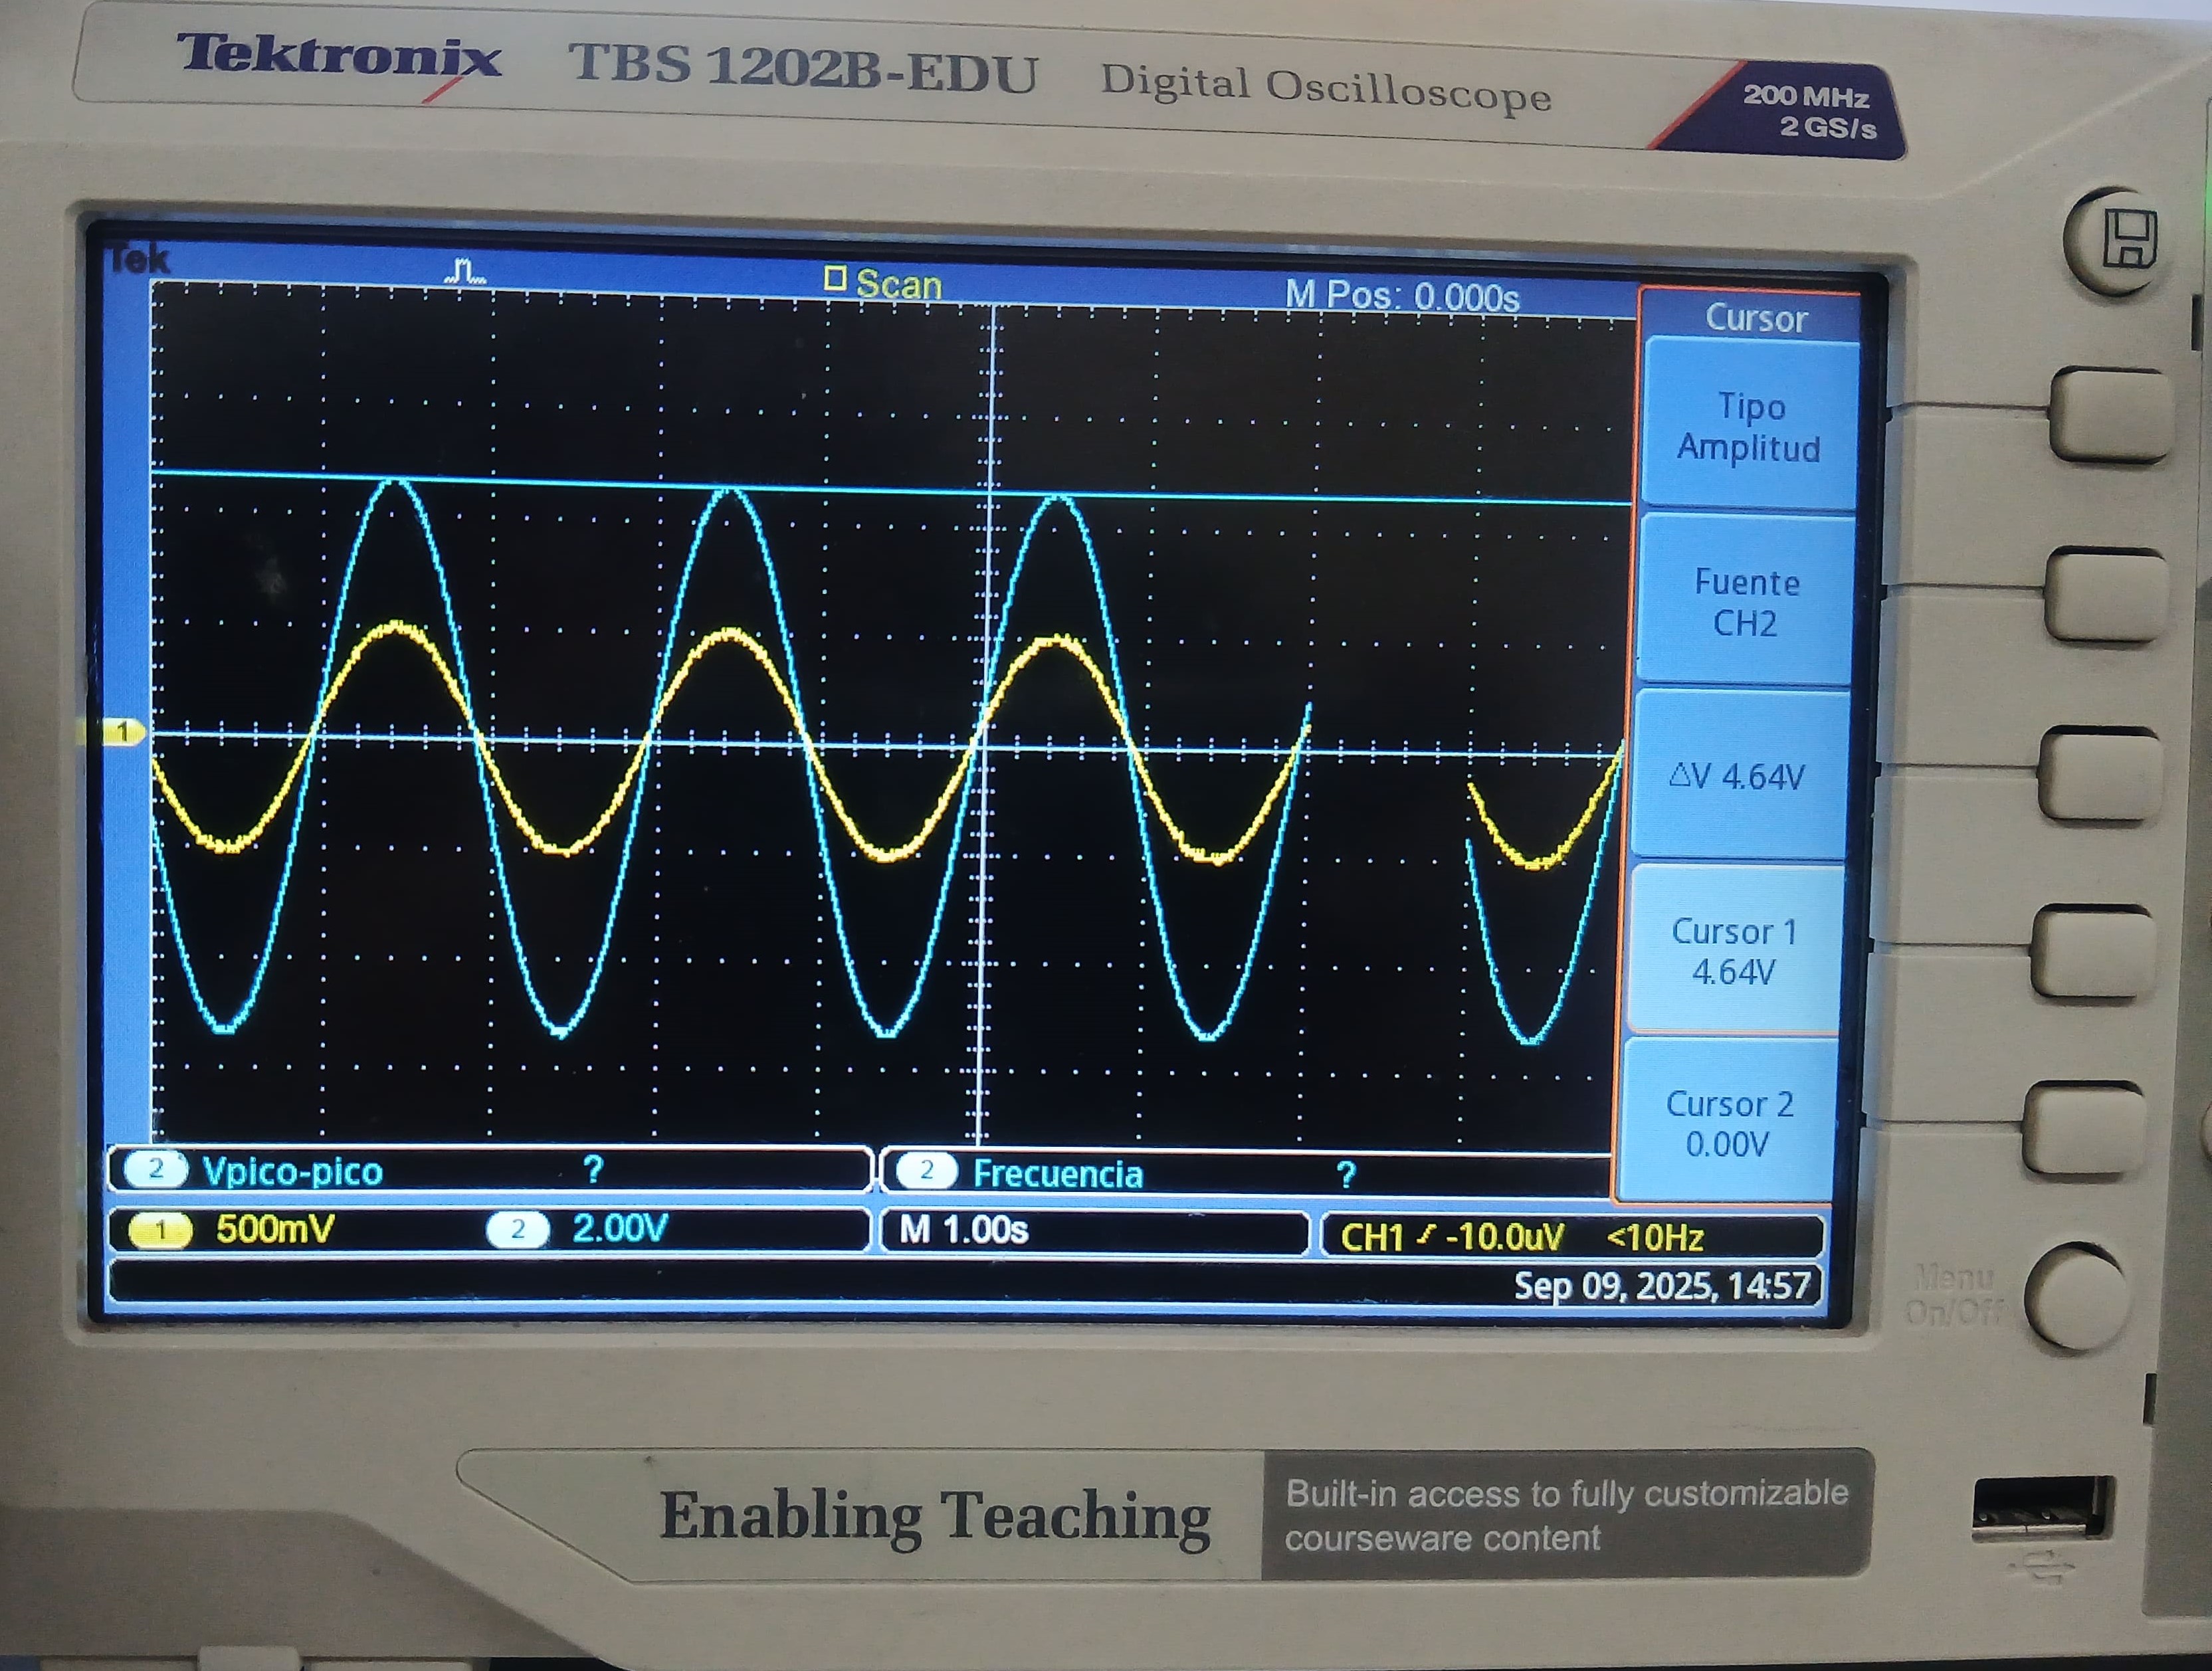 Tektronix TBS 1202B-EDU Digital Oscilloscope
200 MHz
2 GS/s
Tek
Scan
M Pos: 0.000s
Cursor
Tipo
Amplitud
Fuente
CH2
△V 4.64V
Cursor 1
4.64V
Cursor 2
0.00V
1
2 Vpico-pico ?
2 Frecuencia ?
1 500mV 2 2.00V
M 1.00s
CH1 -10.0uV <10Hz
Sep 09, 2025, 14:57
Menu
On/Off
Enabling Teaching
Built-in access to fully customizable
courseware content